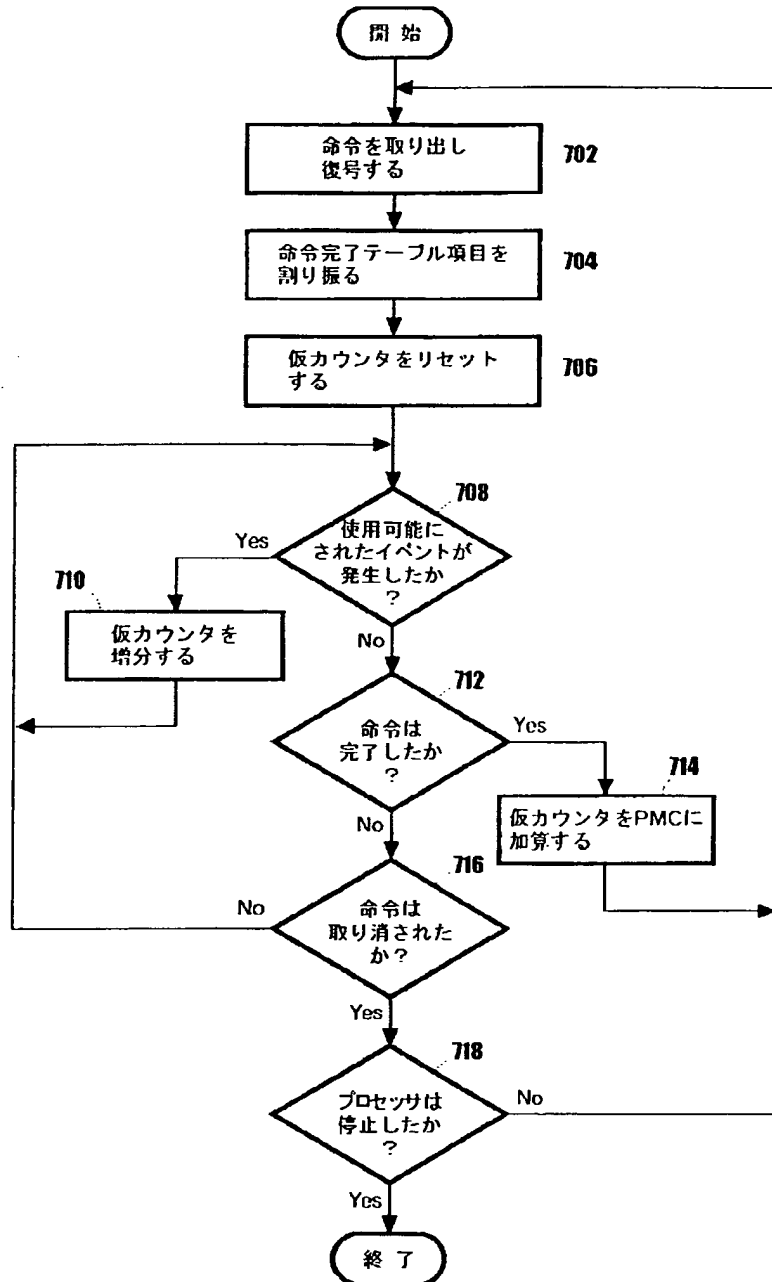 開始
命令を取り出し
復号する
702
命令完了テーブル項目を
割り振る
704
仮カウンタをリセット
する
706
708
使用可能に
されたイベントが
発生したか
?
Yes
No
710
仮カウンタを
増分する
712
命令は
完了したか
?
Yes
No
714
仮カウンタをPMCに
加算する
716
命令は
取り消された
か?
No
Yes
718
プロセッサは
停止したか
?
No
Yes
終了